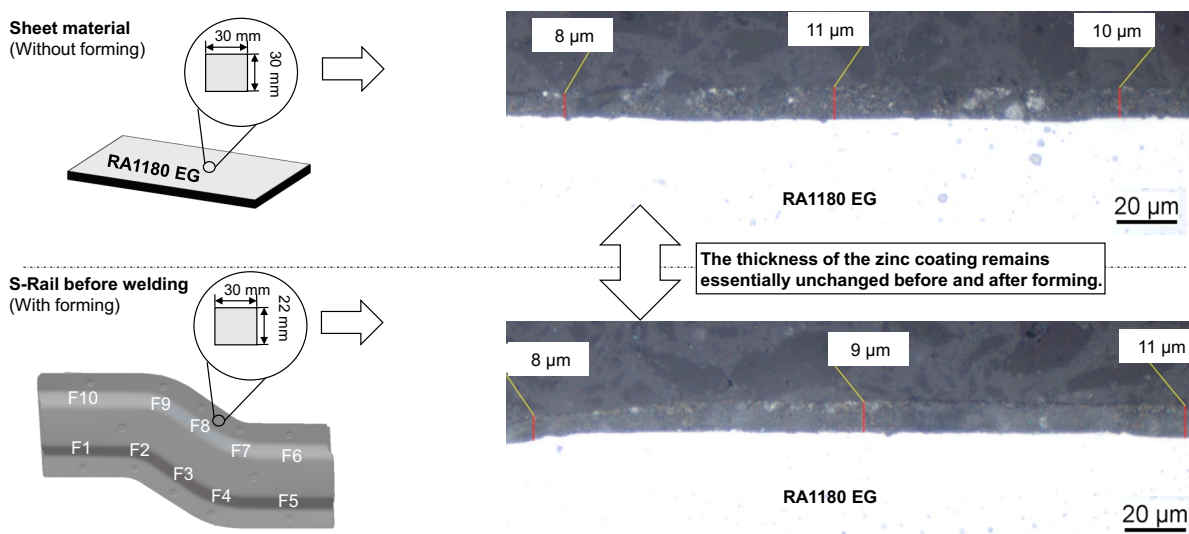 Sheet material
(Without forming)
30 mm
30 mm
RA1180 EG
8 µm
11 µm
10 µm
RA1180 EG
20 µm
The thickness of the zinc coating remains
essentially unchanged before and after forming.
S-Rail before welding
(With forming)
30 mm
22 mm
F10
F9
F8
F7
F6
F1
F2
F3
F4
F5
8 µm
9 µm
11 µm
RA1180 EG
20 µm